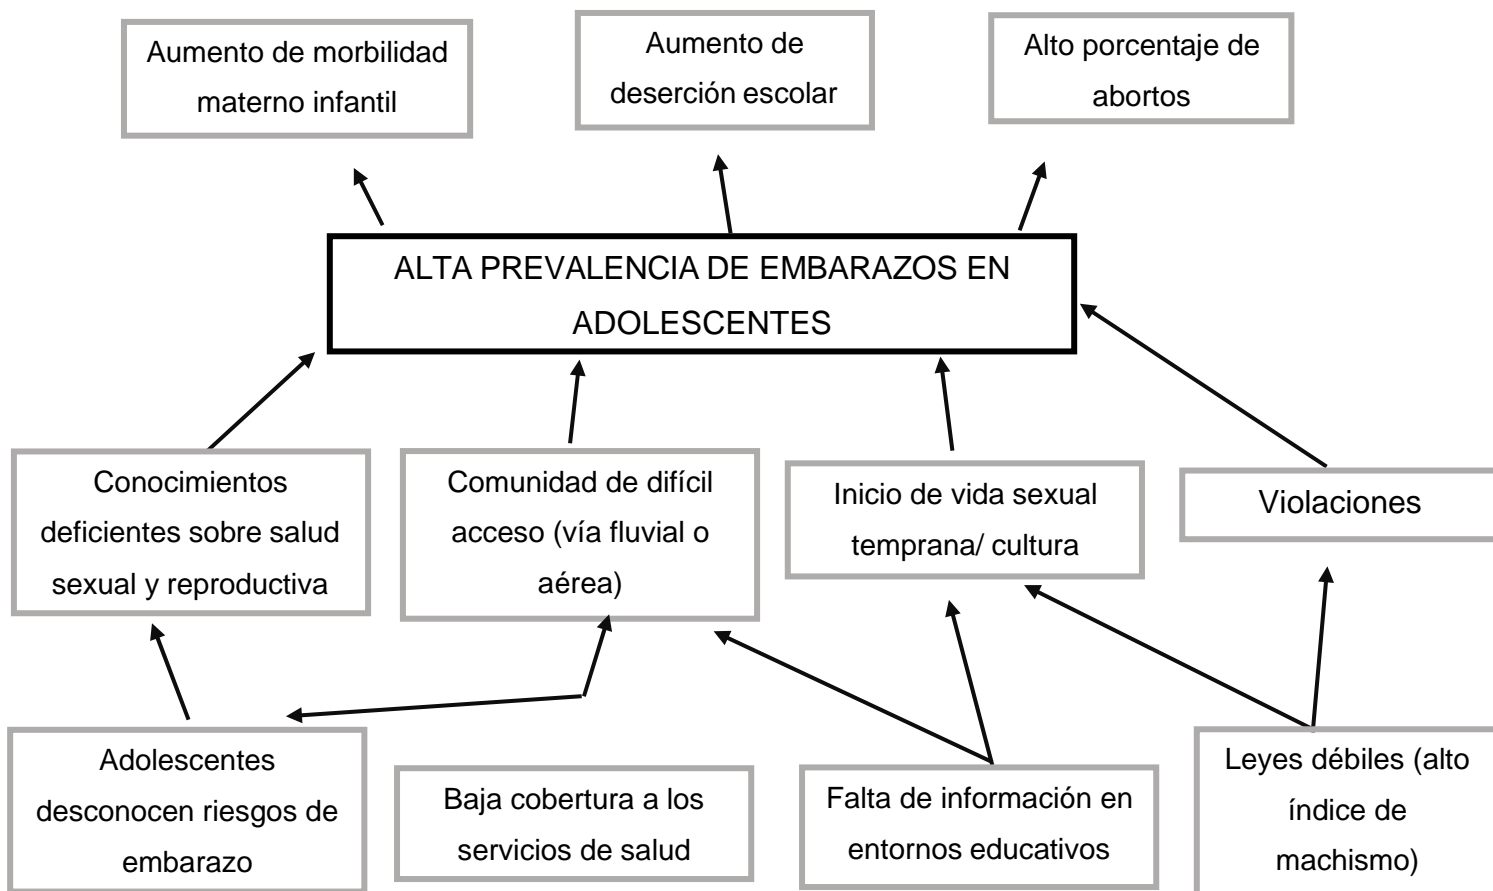 Aumento de morbilidad
materno infantil
Aumento de
deserción escolar
Alto porcentaje de
abortos
ALTA PREVALENCIA DE EMBARAZOS EN
ADOLESCENTES
Conocimientos
deficientes sobre salud
sexual y reproductiva
Comunidad de difícil
acceso (vía fluvial o
aérea)
Inicio de vida sexual
temprana/ cultura
Violaciones
Adolescentes
desconocen riesgos de
embarazo
Baja cobertura a los
servicios de salud
Falta de información en
entornos educativos
Leyes débiles (alto
índice de
machismo)